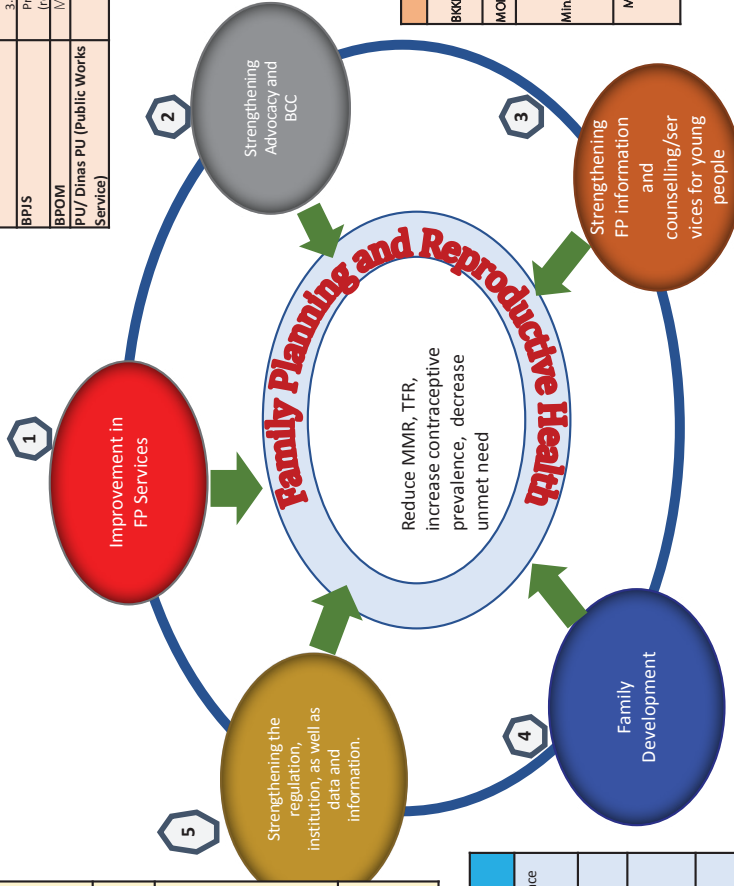 1
Improvement in
FP Services
2
Strengthening
Advocacy and
BCC
3
Strengthening
FP information
and
counselling/ser
vices for young
people
4
Family
Development
5
Strengthening the
regulation,
institution, as well as
data and
information.
Family Planning and Reproductive Health
Reduce MMR, TFR,
increase contraceptive
prevalence, decrease
unmet need
BPJS
BPOM
PU/ Dinas PU (Public Works
Service)
3.